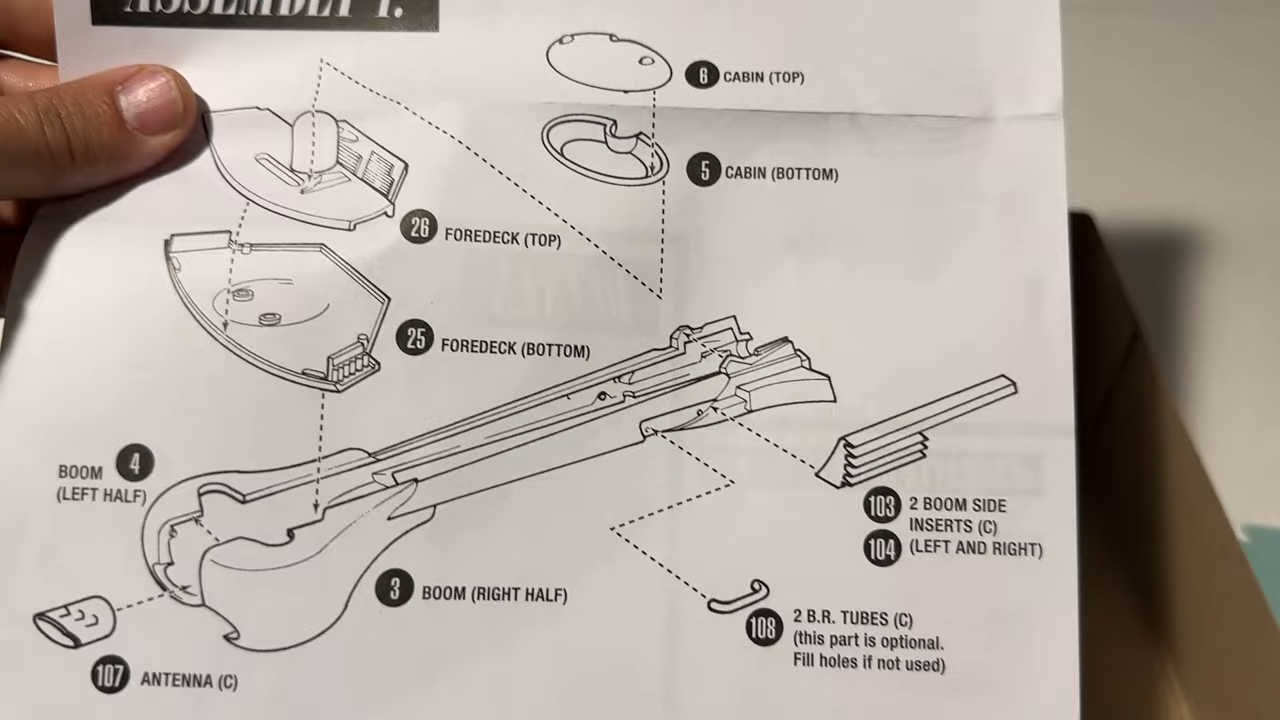 ASSEMBLY 1.
6 CABIN (TOP)
5 CABIN (BOTTOM)
26 FOREDECK (TOP)
25 FOREDECK (BOTTOM)
BOOM 4
(LEFT HALF)
103 2 BOOM SIDE
INSERTS (C)
104 (LEFT AND RIGHT)
3 BOOM (RIGHT HALF)
108 2 B.R. TUBES (C)
(this part is optional.
Fill holes if not used)
107 ANTENNA (C)